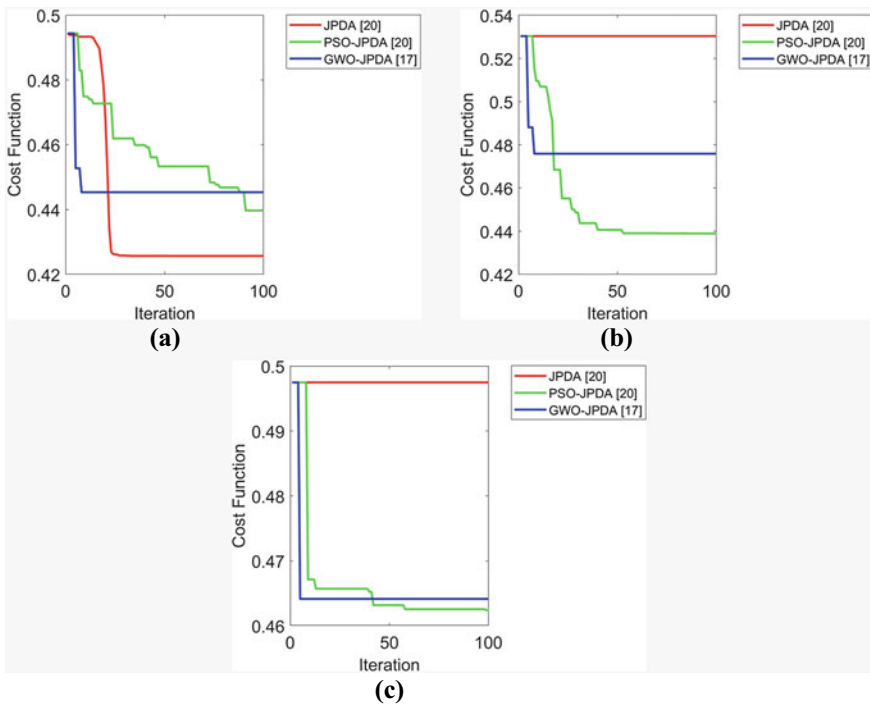 0.5
0.48
0.46
0.44
0.42
0
50
100
Cost Function
Iteration
JPDA [20]
PSO-JPDA [20]
GWO-JPDA [17]
(a)
0.54
0.52
0.5
0.48
0.46
0.44
0.42
0
50
100
Cost Function
Iteration
JPDA [20]
PSO-JPDA [20]
GWO-JPDA [17]
(b)
0.5
0.49
0.48
0.47
0.46
0
50
100
Cost Function
Iteration
JPDA [20]
PSO-JPDA [20]
GWO-JPDA [17]
(c)